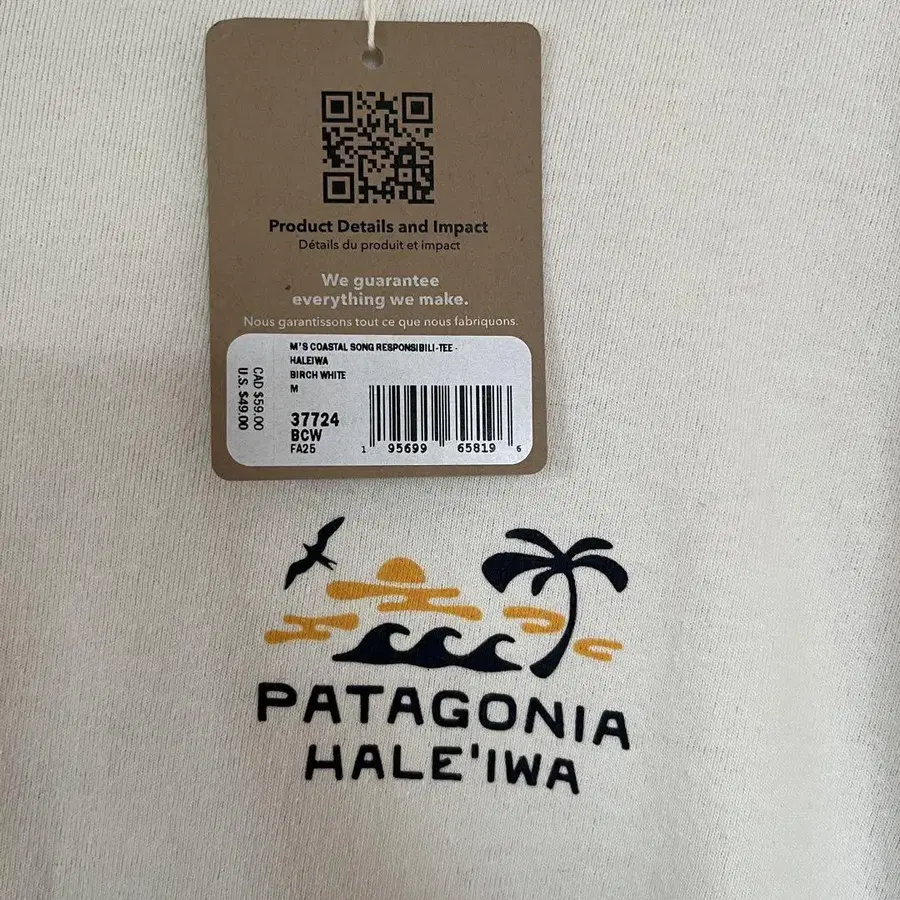 Product Details and Impact
Détails du produit et impact
We guarantee
everything we make.
Nous garantissons tout ce que nous fabriquons.
M'S COASTAL SONG RESPONSIBILI-TEE -
HALEIWA
BIRCH WHITE
M
CAD $59.00
U.S. $49.00
37724
BCW
FA25
1 95699 65819 6
PATAGONIA
HALE'IWA